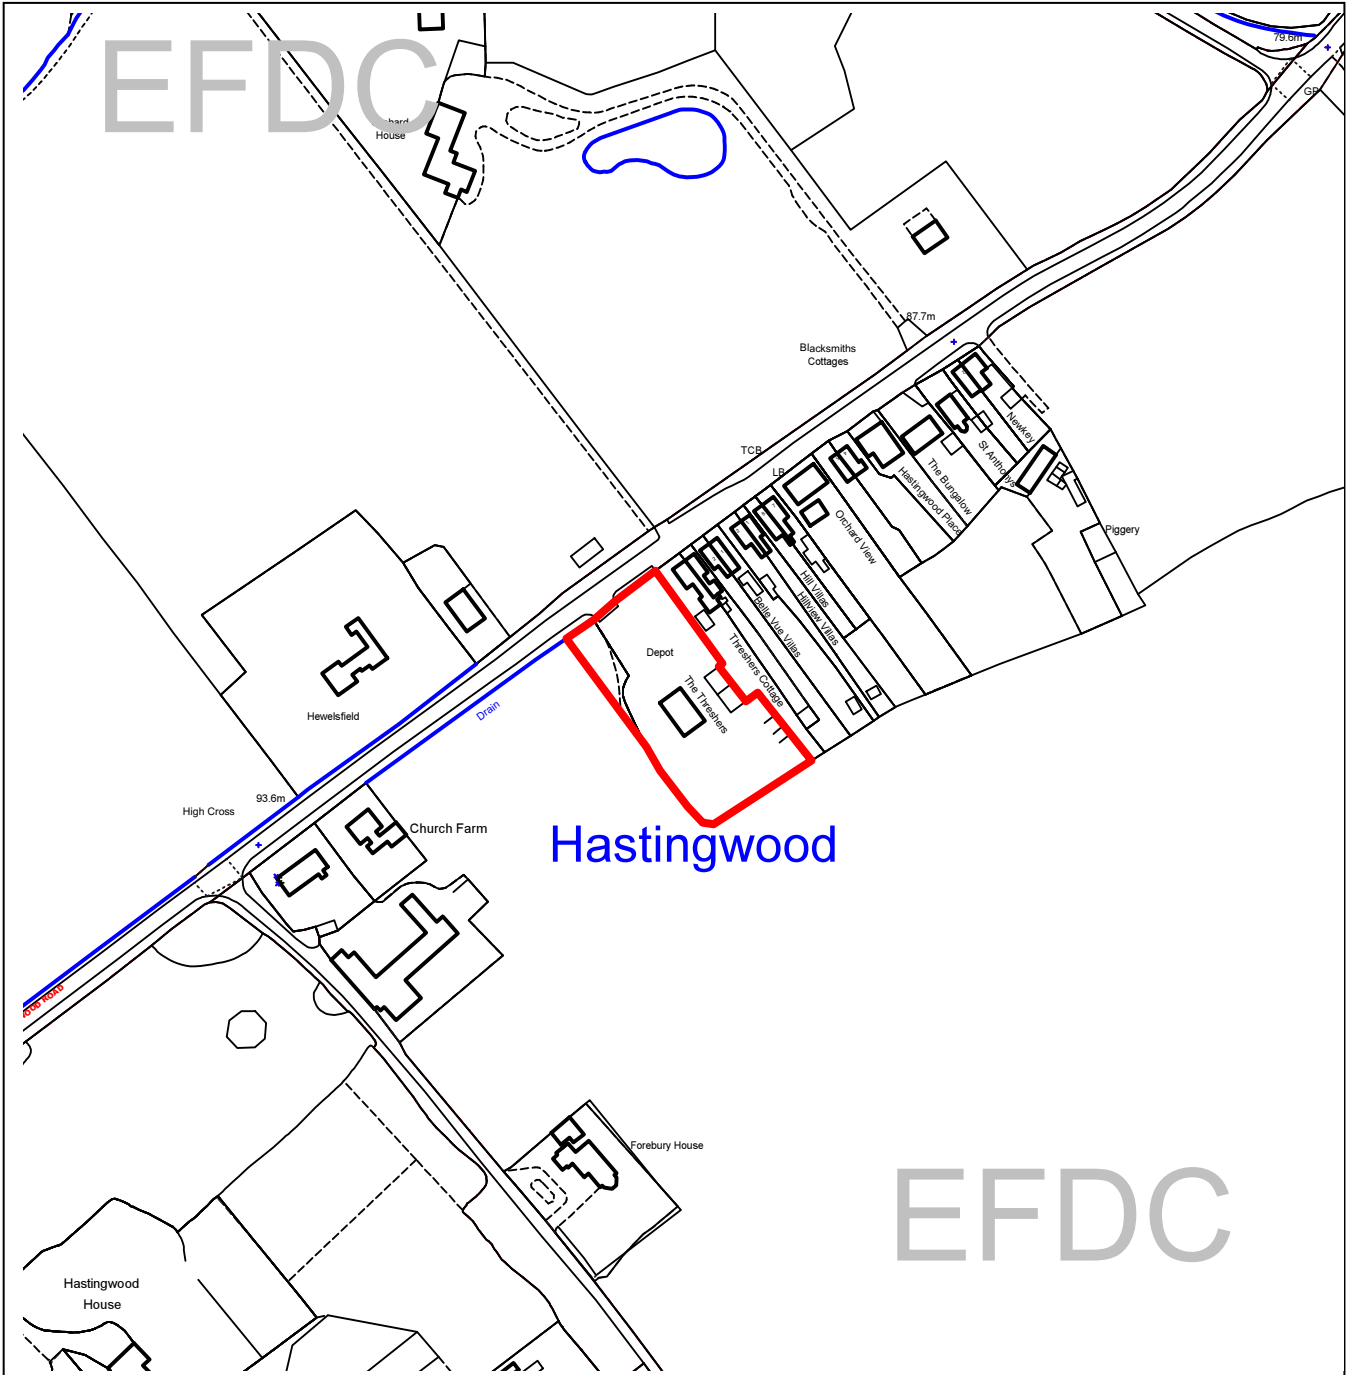 EFDC
79.6m
GP
House
87.7m
Blacksmiths
Cottages
TCB
LB
Newkey
St Anthonys
The Bungalow
Hastingwood Place
Orchard View
Piggery
Hill Villas
Hillview Villas
Belle Vue Villas
Threshers Cottage
Depot
The Threshers
Drain
Hewelsfield
High Cross
93.6m
Church Farm
Hastingwood
ROAD
Forebury House
EFDC
Hastingwood
House